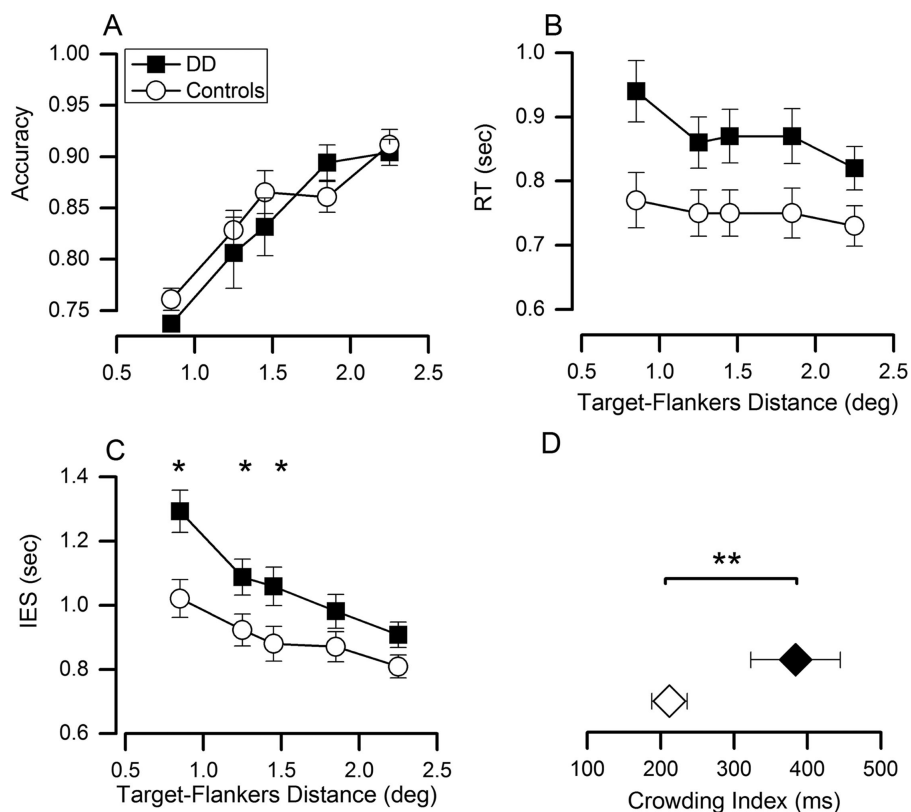 A
1.00
0.95
0.90
0.85
0.80
0.75
Accuracy
DD
Controls
0.5 1.0 1.5 2.0 2.5
B
1.0
0.9
0.8
0.7
0.6
RT (sec)
0.5 1.0 1.5 2.0 2.5
Target-Flankers Distance (deg)
C
* * *
1.4
1.2
1.0
0.8
0.6
IES (sec)
0.5 1.0 1.5 2.0 2.5
Target-Flankers Distance (deg)
D
**
100 200 300 400 500
Crowding Index (ms)